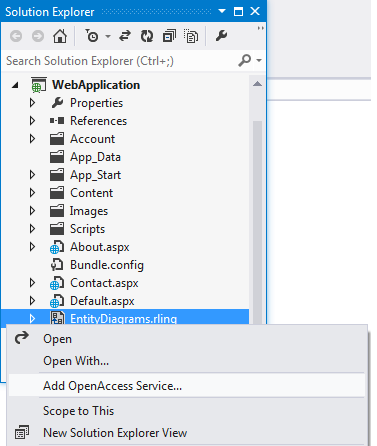 Solution Explorer
Search Solution Explorer (Ctrl+;)
WebApplication
Properties
References
Account
App_Data
App_Start
Content
Images
Scripts
About.aspx
Bundle.config
Contact.aspx
Default.aspx
EntityDiagrams.rlinq
Open
Open With...
Add OpenAccess Service...
Scope to This
New Solution Explorer View